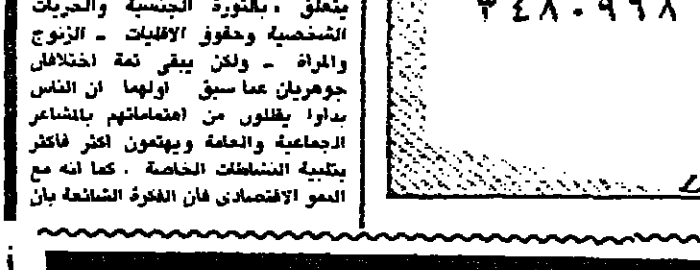 يتعلق . بالثورة الجنسية والحريات
الشخصية وحقوق الاقليات - الزنوج
والمراة - ولكن يبقى ثمة اختلافان
جوهريان عما سبق اولهما ان الناس
بداوا يقللون من اهتماماتهم بالمشاعر
الجماعية والعامة ويهتمون اكثر فاكثر
بتلبية النشاطات الخاصة . كما انه مع
النمو الاقتصادى فان الفكرة الشائعة بان
٣٤٨٠٩٩٨